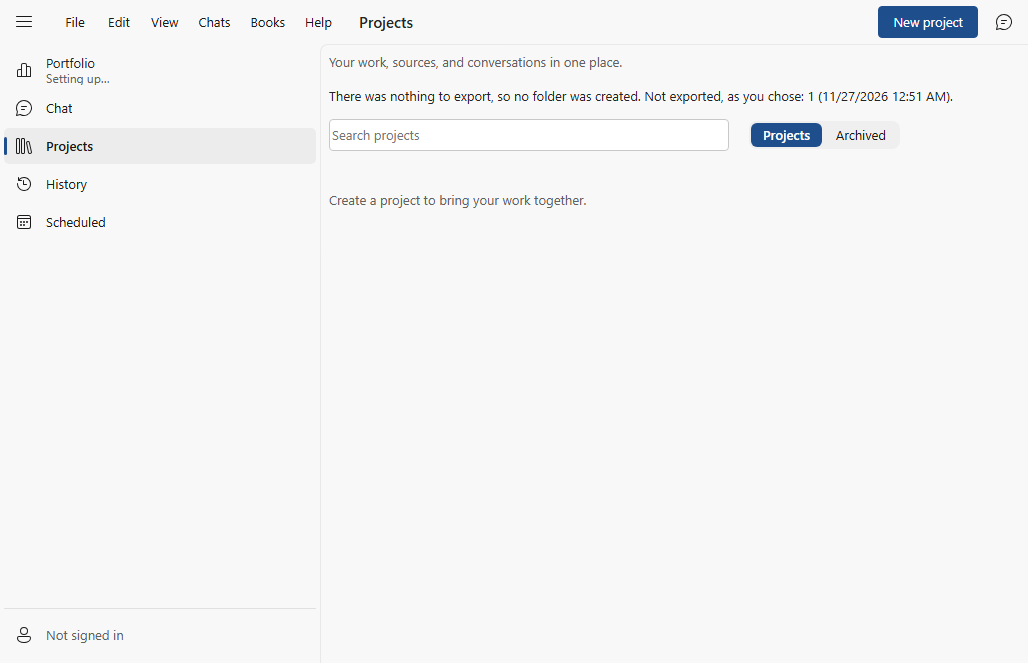 File Edit View Chats Books Help Projects New project
Portfolio
Setting up...
Chat
Projects
History
Scheduled
Not signed in
Your work, sources, and conversations in one place.
There was nothing to export, so no folder was created. Not exported, as you chose: 1 (11/27/2026 12:51 AM).
Search projects
Projects Archived
Create a project to bring your work together.